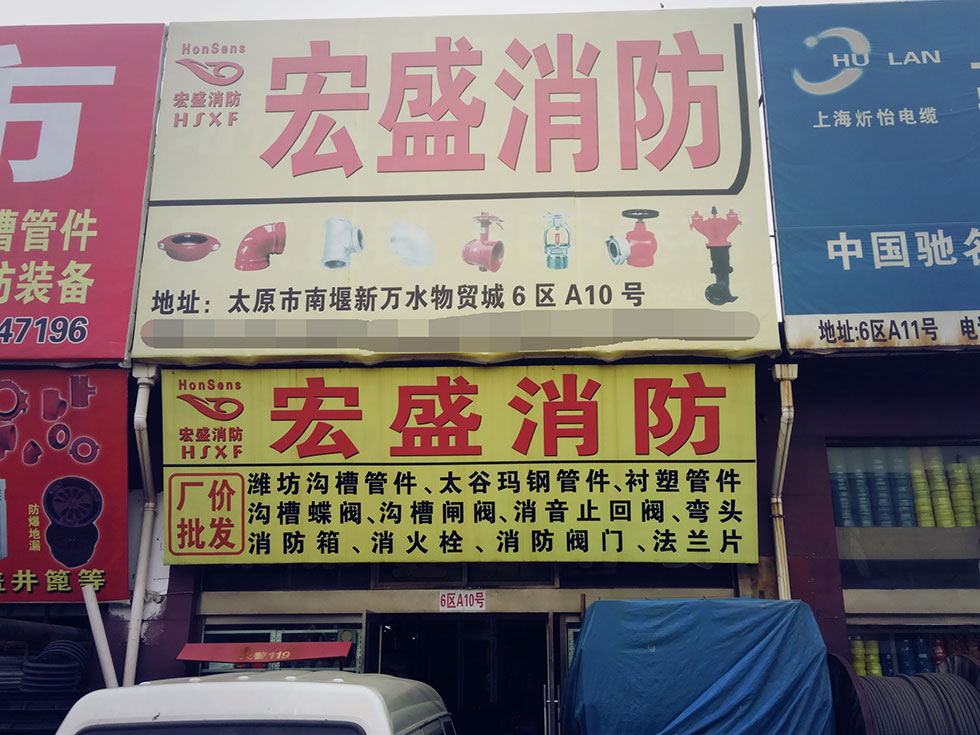 布
槽管件
防装备
47196
HonSens
宏盛消防
HSXF
宏盛消防
地址：太原市南堰新万水物贸城6区A10号
HU LAN
上海炘怡电缆
中国驰名
地址:6区A11号 电
防爆地漏
井篦等
HonSens
宏盛消防
HSXF
宏盛消防
厂价
批发
潍坊沟槽管件、太谷玛钢管件、衬塑管件
沟槽蝶阀、沟槽闸阀、消音止回阀、弯头
消防箱、消火栓、消防阀门、法兰片
6区A10号
119